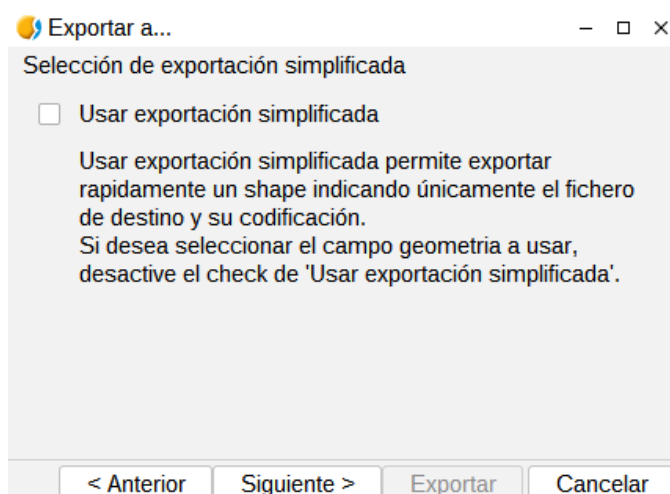 Exportar a...
Selección de exportación simplificada
Usar exportación simplificada
Usar exportación simplificada permite exportar
rapidamente un shape indicando únicamente el fichero
de destino y su codificación.
Si desea seleccionar el campo geometria a usar,
desactive el check de 'Usar exportación simplificada'.
< Anterior Siguiente > Exportar Cancelar